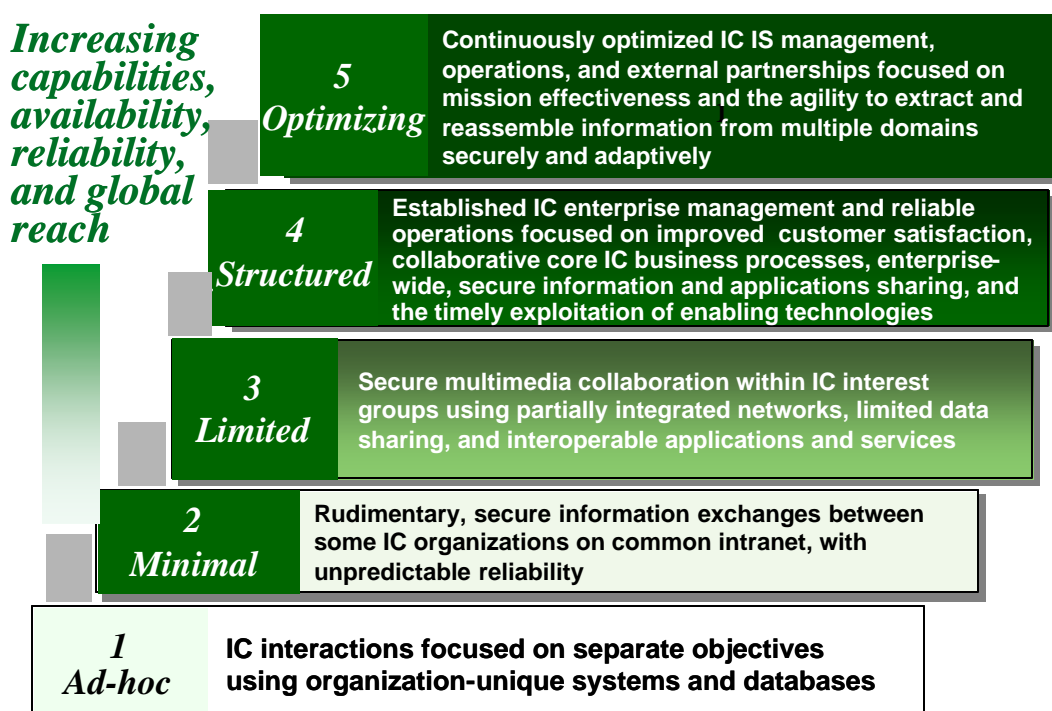 Increasing
capabilities,
availability,
reliability,
and global
reach
5
Optimizing
Continuously optimized IC IS management,
operations, and external partnerships focused on
mission effectiveness and the agility to extract and
reassemble information from multiple domains
securely and adaptively
4
Structured
Established IC enterprise management and reliable
operations focused on improved customer satisfaction,
collaborative core IC business processes, enterprise-
wide, secure information and applications sharing, and
the timely exploitation of enabling technologies
3
Limited
Secure multimedia collaboration within IC interest
groups using partially integrated networks, limited data
sharing, and interoperable applications and services
2
Minimal
Rudimentary, secure information exchanges between
some IC organizations on common intranet, with
unpredictable reliability
1
Ad-hoc
IC interactions focused on separate objectives
using organization-unique systems and databases